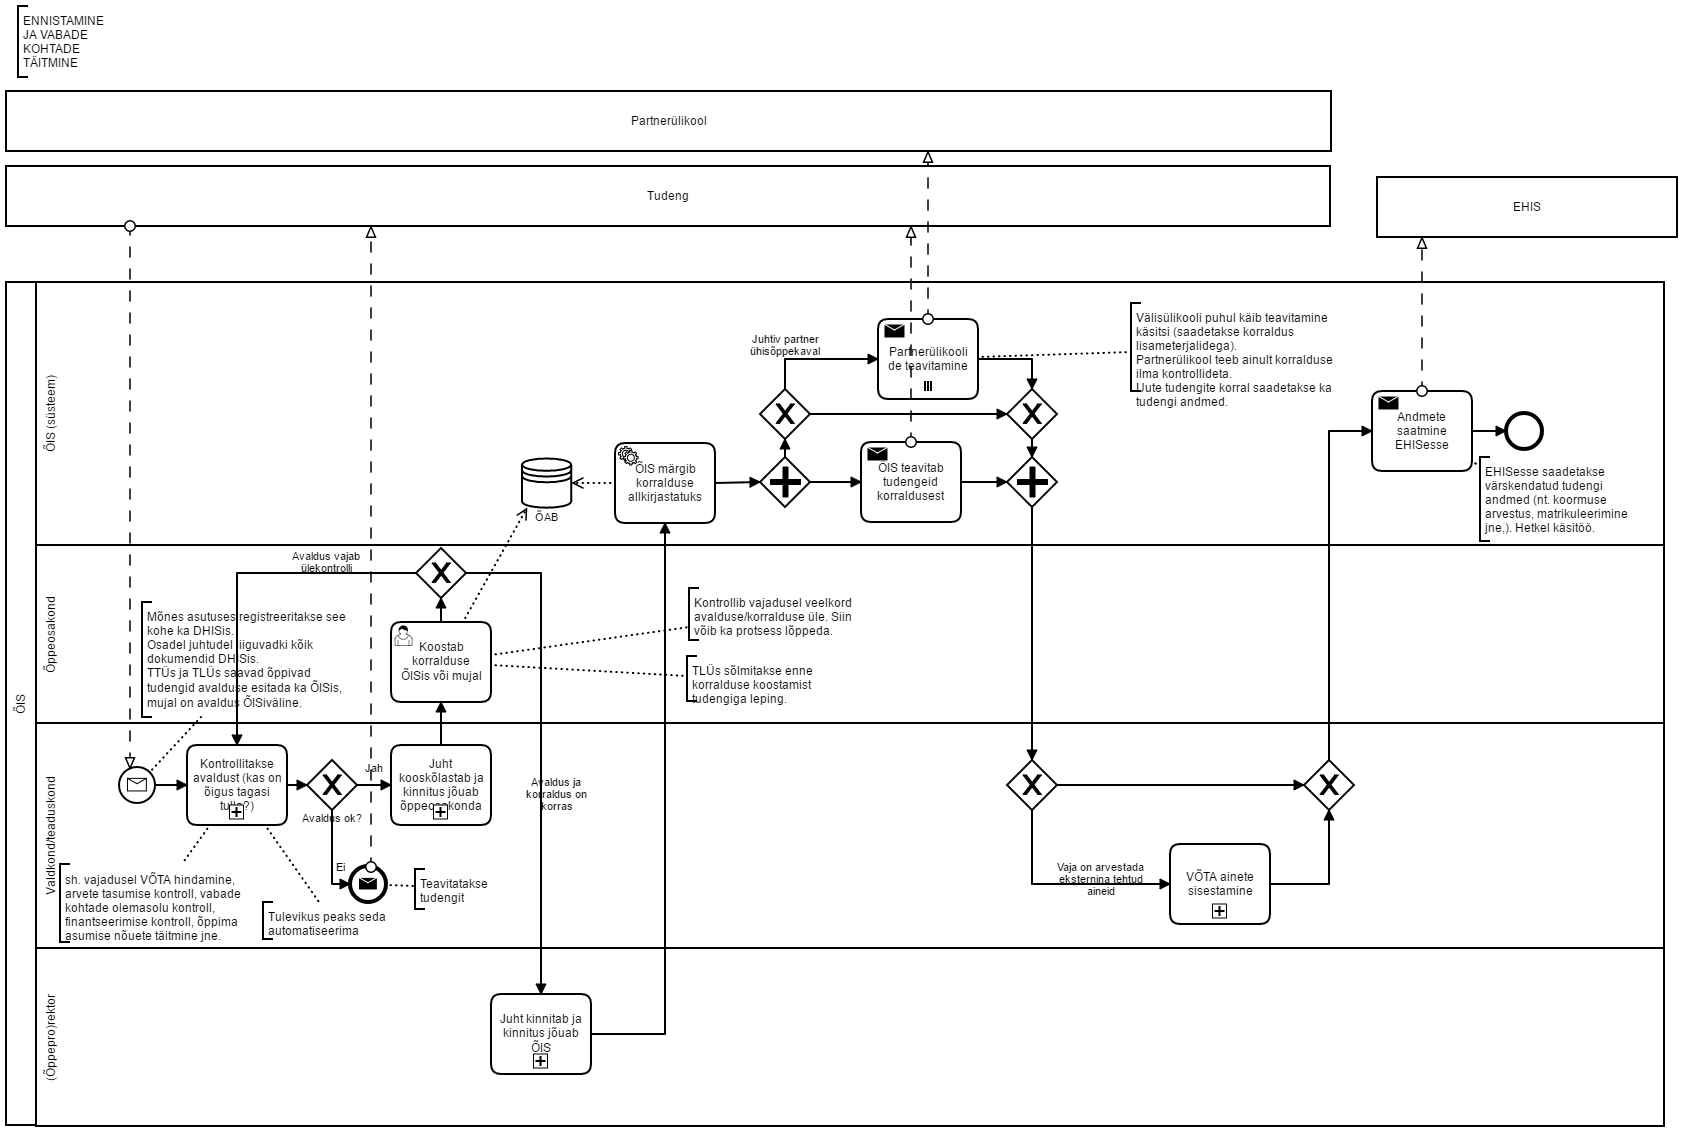 ENNISTAMINE
JA VABADE
KOHTADE
TÄITMINE
Partnerülikool
Tudeng
EHIS
ÕIS
ÕIS (süsteem)
Juhtiv partner
ühisõppekaval
Partnerülikooli
de teavitamine
Välisülikooli puhul käib teavitamine
käsitsi (saadetakse korraldus
lisameterjalidega).
Partnerülikool teeb ainult korralduse
ilma kontrollideta.
Uute tudengite korral saadetakse ka
tudengi andmed.
Andmete
saatmine
EHISesse
EHISesse saadetakse
värskendatud tudengi
andmed (nt. koormuse
arvestus, matrikuleerimine
jne,). Hetkel käsitöö.
ÕIS märgib
korralduse
allkirjastatuks
ÕIS teavitab
tudengeid
korraldusest
ÕAB
Õppeosakond
Avaldus vajab
ülekontrolli
Mõnes asutuses registreeritakse see
kohe ka DHISis.
Osadel juhtudel liiguvadki kõik
dokumendid DHISis.
TTÜs ja TLÜs saavad õppivad
tudengid avalduse esitada ka ÕISis,
mujal on avaldus ÕISiväline.
Koostab
korralduse
ÕISis või mujal
Kontrollib vajadusel veelkord
avalduse/korralduse üle. Siin
võib ka protsess lõppeda.
TLÜs sõlmitakse enne
korralduse koostamist
tudengiga leping.
Valdkond/teaduskond
Kontrollitakse
avaldust (kas on
õigus tagasi
tulla?)
Avaldus ok?
Jah
Ei
Juht
kooskõlastab ja
kinnitus jõuab
õppeosakonda
Avaldus ja
korraldus on
korras
sh. vajadusel VÕTA hindamine,
arvete tasumise kontroll, vabade
kohtade olemasolu kontroll,
finantseerimise kontroll, õppima
asumise nõuete täitmine jne.
Tulevikus peaks seda
automatiseerima
Teavitatakse
tudengit
Vaja on arvestada
eksternina tehtud
aineid
VÕTA ainete
sisestamine
(Õppepro)rektor
Juht kinnitab ja
kinnitus jõuab
ÕIS